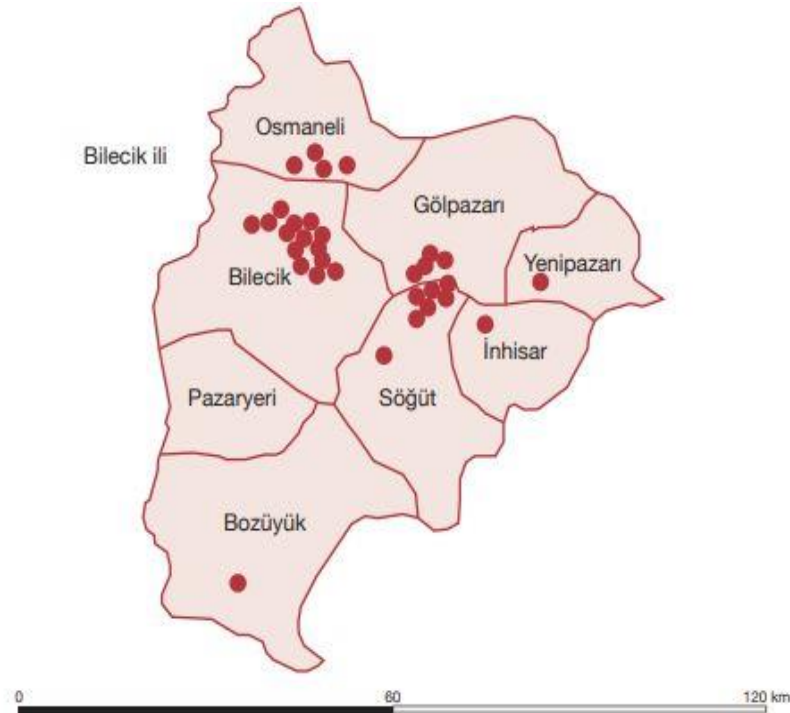 Osmaneli
Bilecik ili
Gölpazarı
Yenipazarı
Bilecik
İnhisar
Pazaryeri
Söğüt
Bozüyük
0 60 120 km